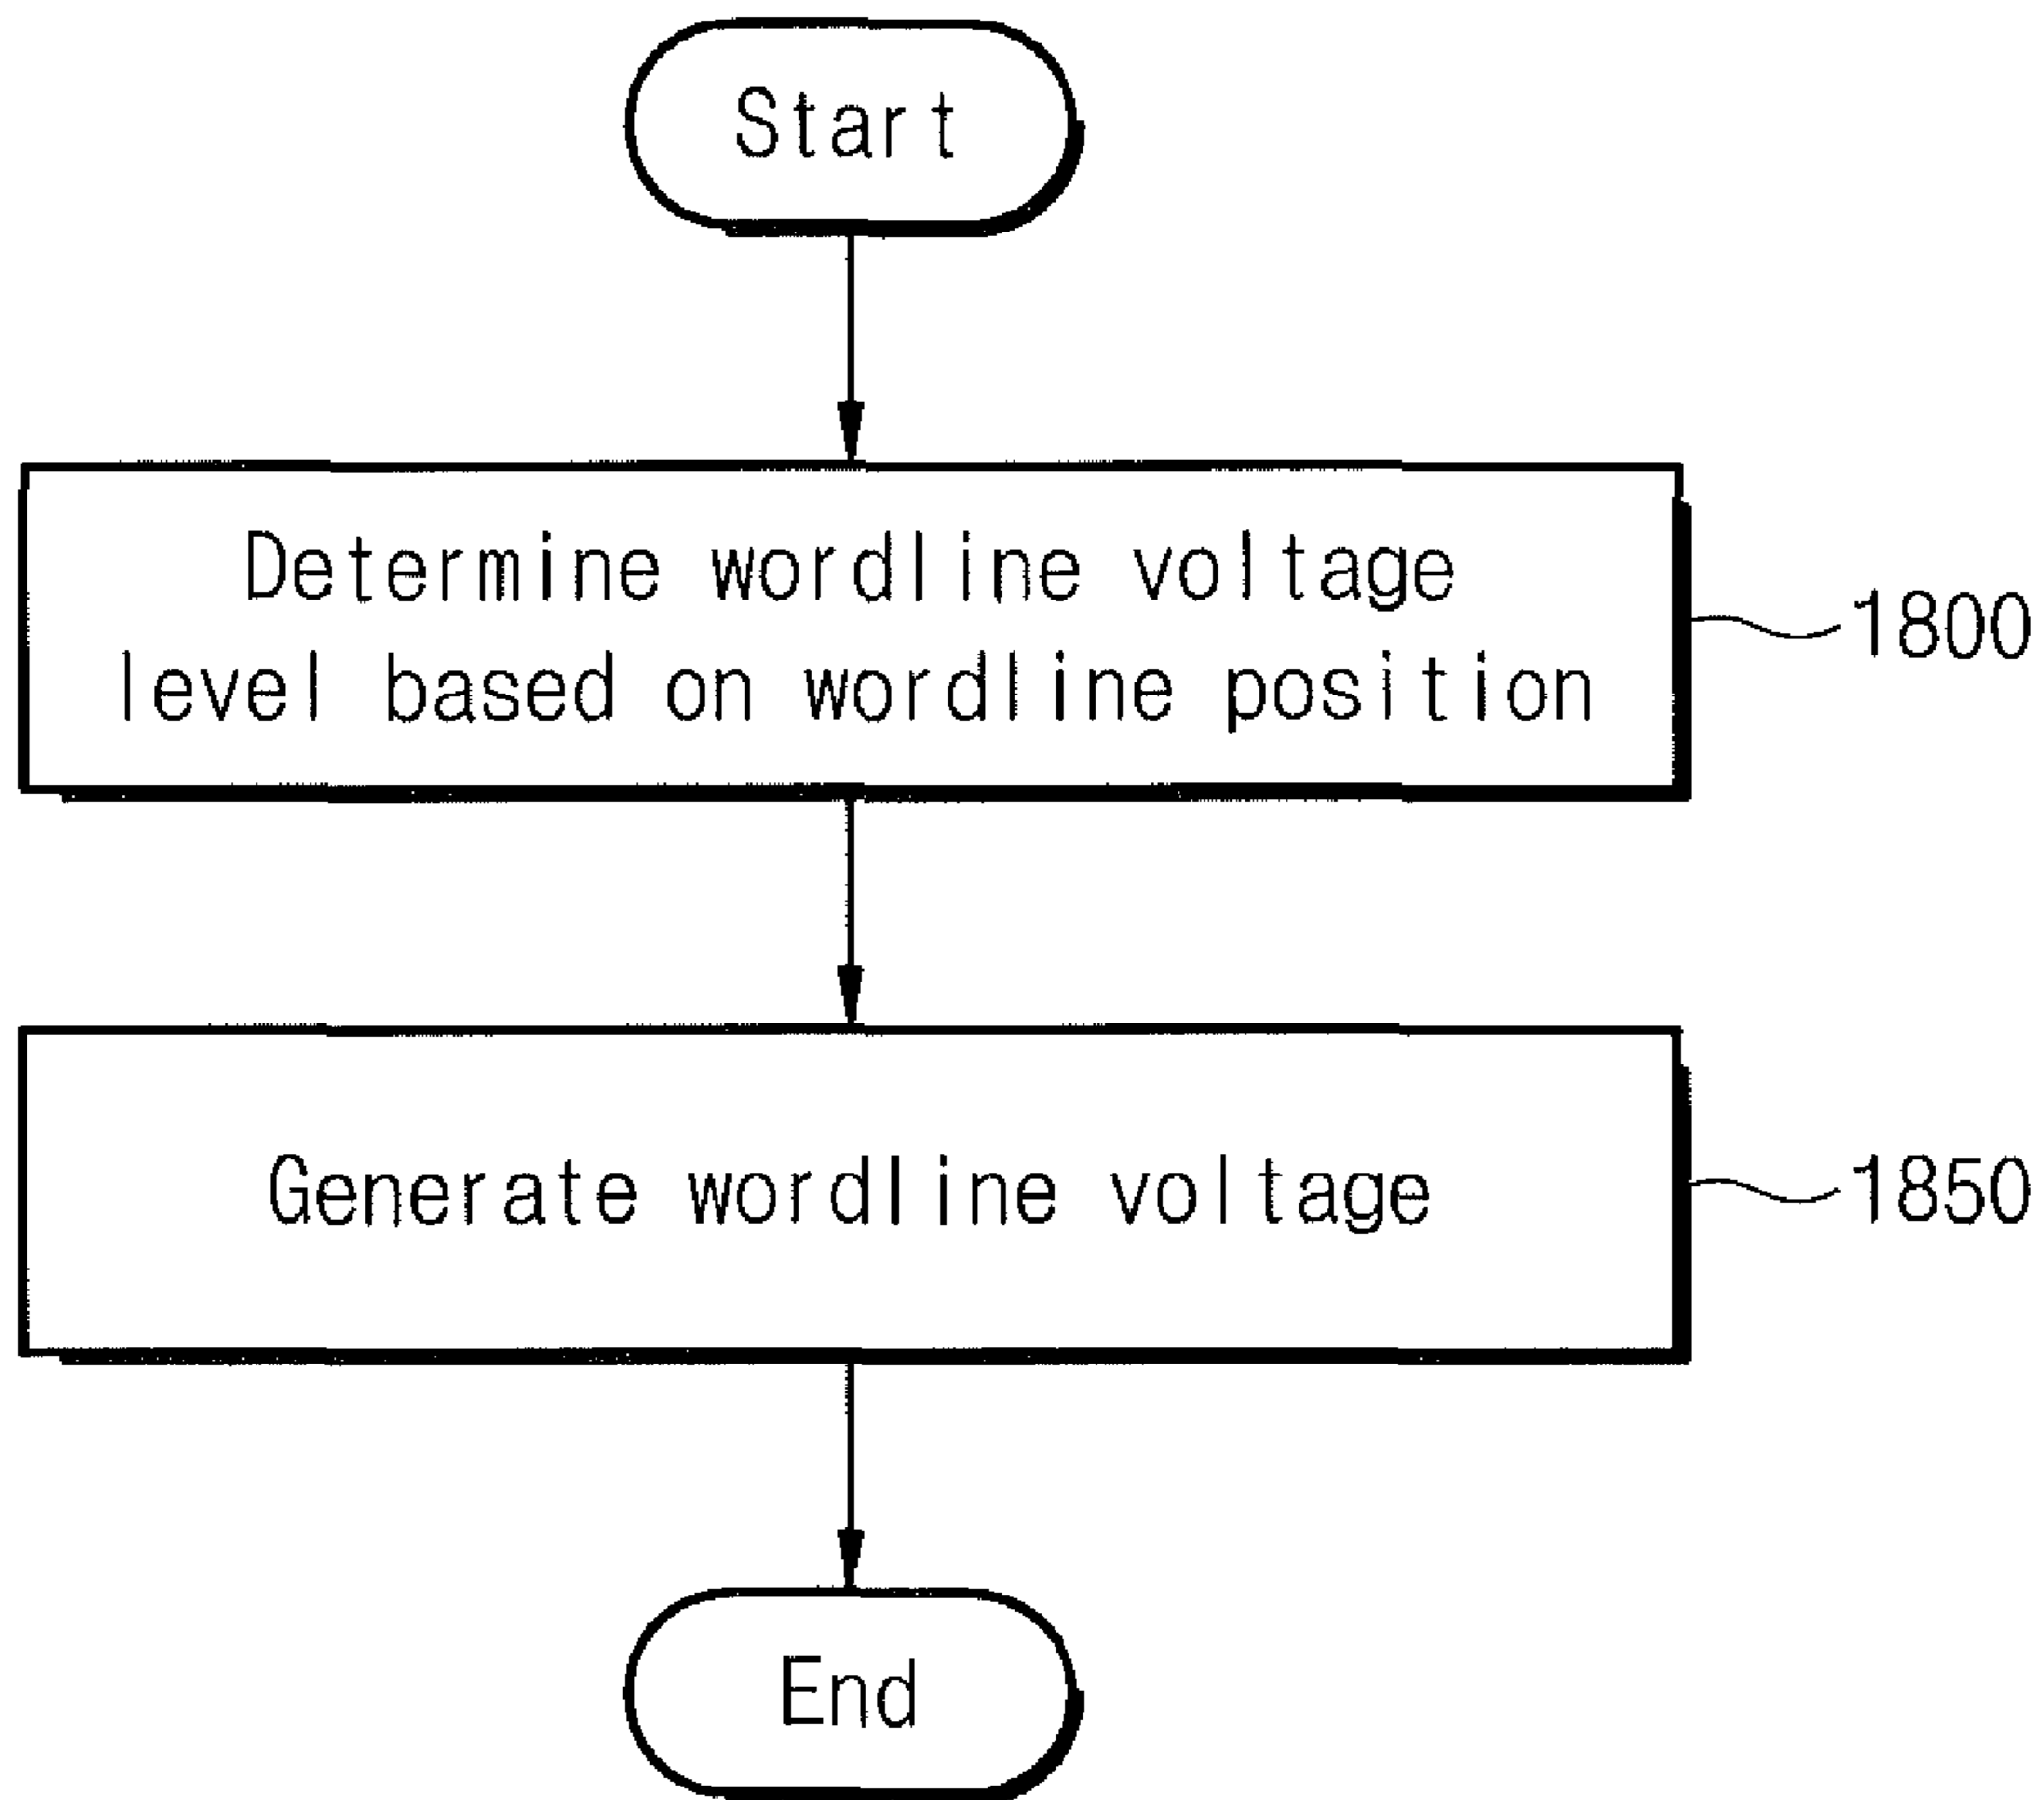 Start
Determine wordline voltage
level based on wordline position
1800
Generate wordline voltage
1850
End